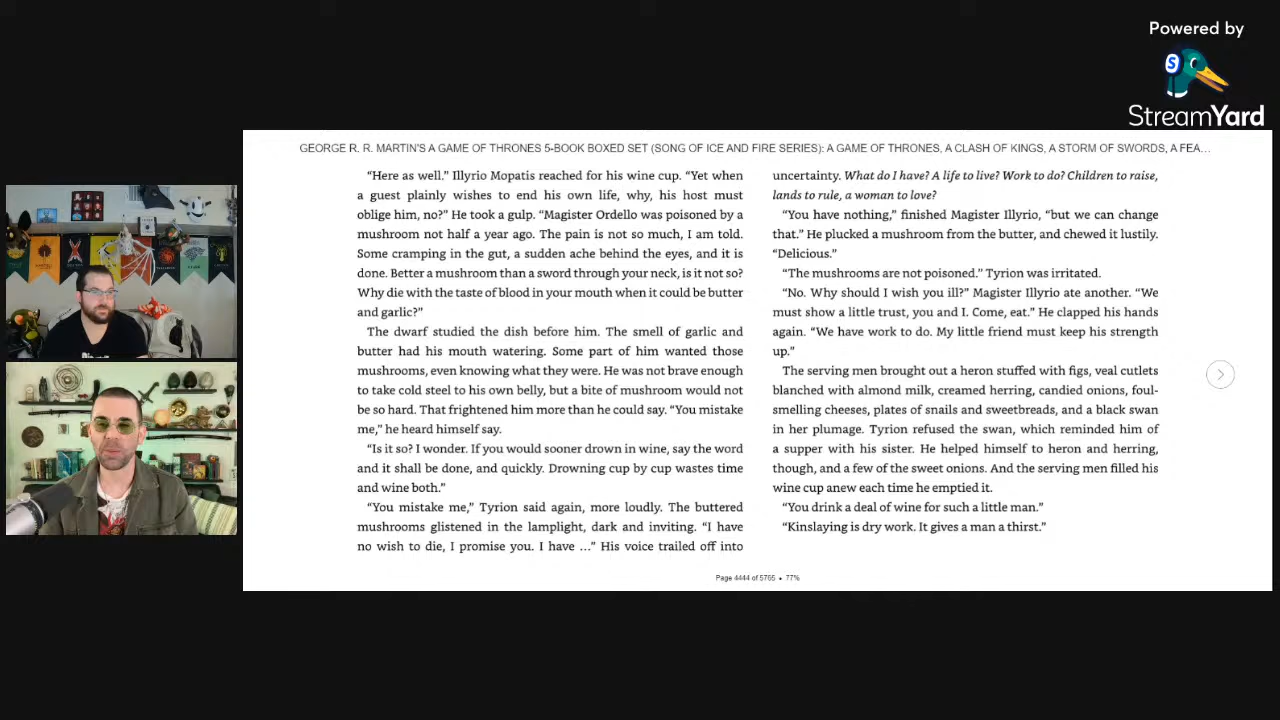 Powered by
S
StreamYard
GEORGE R. R. MARTIN'S A GAME OF THRONES 5-BOOK BOXED SET (SONG OF ICE AND FIRE SERIES): A GAME OF THRONES, A CLASH OF KINGS, A STORM OF SWORDS, A FEA…
“Here as well.” Illyrio Mopatis reached for his wine cup. “Yet when
a guest plainly wishes to end his own life, why, his host must
oblige him, no?” He took a gulp. “Magister Ordello was poisoned by a
mushroom not half a year ago. The pain is not so much, I am told.
Some cramping in the gut, a sudden ache behind the eyes, and it is
done. Better a mushroom than a sword through your neck, is it not so?
Why die with the taste of blood in your mouth when it could be butter
and garlic?”
The dwarf studied the dish before him. The smell of garlic and
butter had his mouth watering. Some part of him wanted those
mushrooms, even knowing what they were. He was not brave enough
to take cold steel to his own belly, but a bite of mushroom would not
be so hard. That frightened him more than he could say. “You mistake
me,” he heard himself say.
“Is it so? I wonder. If you would sooner drown in wine, say the word
and it shall be done, and quickly. Drowning cup by cup wastes time
and wine both.”
“You mistake me,” Tyrion said again, more loudly. The buttered
mushrooms glistened in the lamplight, dark and inviting. “I have
no wish to die, I promise you. I have …” His voice trailed off into
uncertainty. What do I have? A life to live? Work to do? Children to raise,
lands to rule, a woman to love?
“You have nothing,” finished Magister Illyrio, “but we can change
that.” He plucked a mushroom from the butter, and chewed it lustily.
“Delicious.”
“The mushrooms are not poisoned.” Tyrion was irritated.
“No. Why should I wish you ill?” Magister Illyrio ate another. “We
must show a little trust, you and I. Come, eat.” He clapped his hands
again. “We have work to do. My little friend must keep his strength
up.”
The serving men brought out a heron stuffed with figs, veal cutlets
blanched with almond milk, creamed herring, candied onions, foul-
smelling cheeses, plates of snails and sweetbreads, and a black swan
in her plumage. Tyrion refused the swan, which reminded him of
a supper with his sister. He helped himself to heron and herring,
though, and a few of the sweet onions. And the serving men filled his
wine cup anew each time he emptied it.
“You drink a deal of wine for such a little man.”
“Kinslaying is dry work. It gives a man a thirst.”
Page 4444 of 5765 • 77%